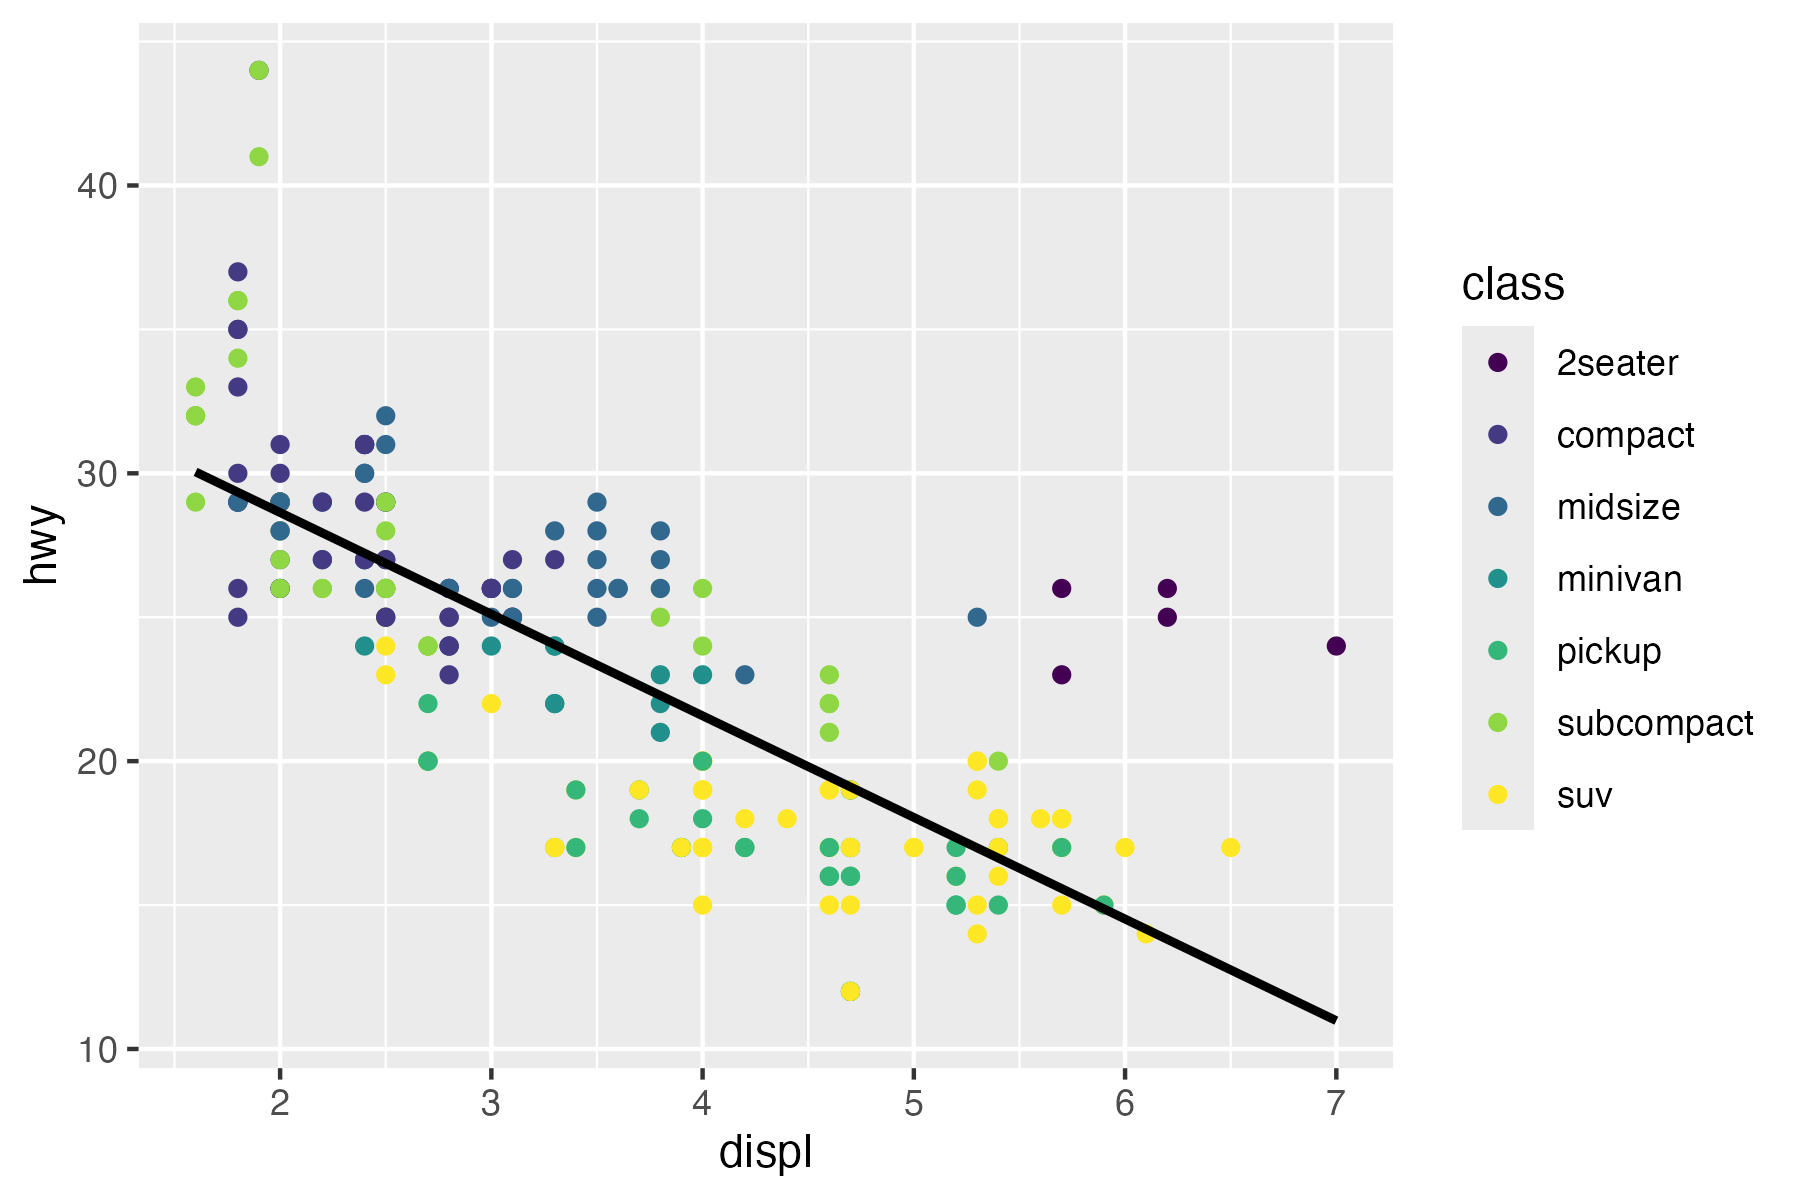 hwy
40
30
20
10
2 3 4 5 6 7
displ
class
2seater
compact
midsize
minivan
pickup
subcompact
suv